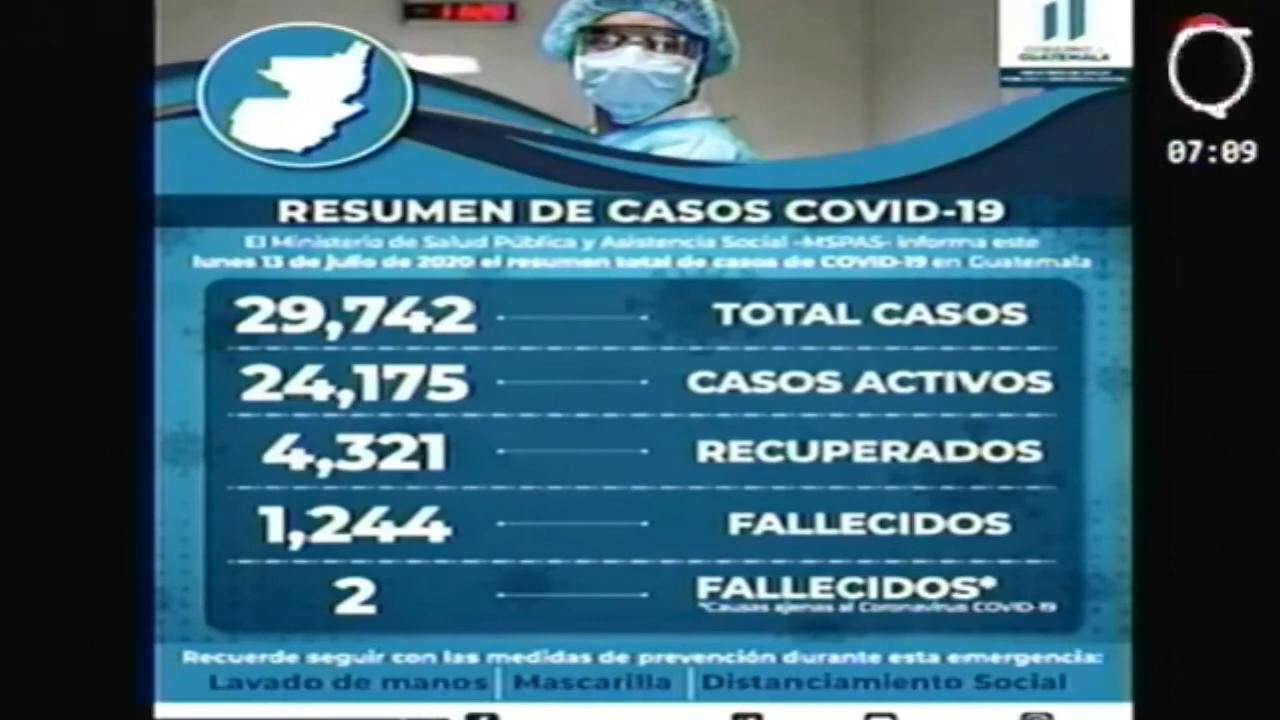 GUATEMALA
07:09
RESUMEN DE CASOS COVID-19
El Ministerio de Salud Pública y Asistencia Social -MSPAS- informa este
lunes 13 de julio de 2020 el resumen total de casos de COVID-19 en Guatemala
29,742 TOTAL CASOS
24,175 CASOS ACTIVOS
4,321 RECUPERADOS
1,244 FALLECIDOS
2 FALLECIDOS*
*Causas ajenas al Coronavirus COVID-19
Recuerde seguir con las medidas de prevención durante esta emergencia:
Lavado de manos | Mascarilla | Distanciamiento Social